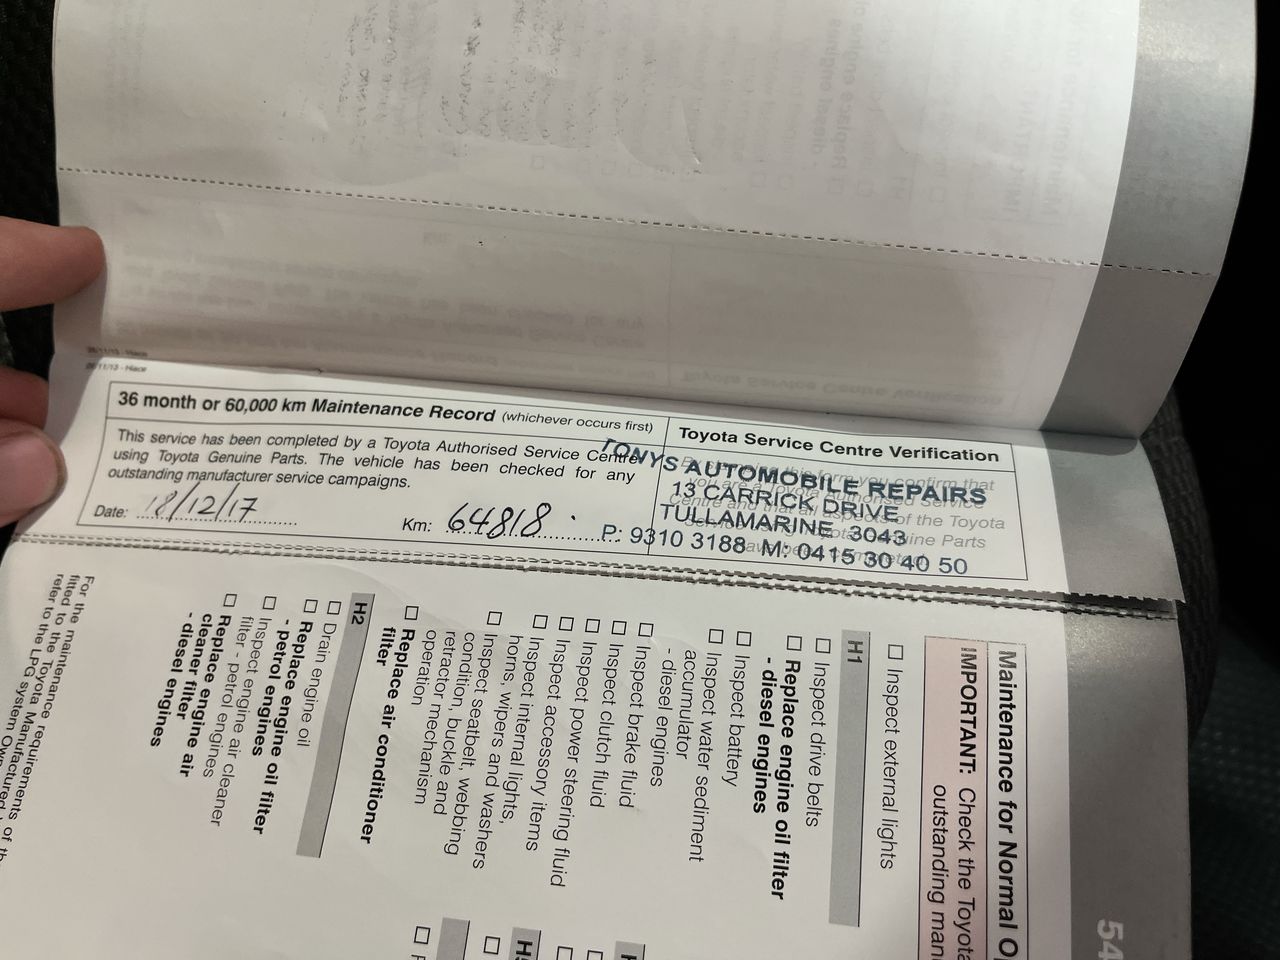 26/11/13 - Hiace
36 month or 60,000 km Maintenance Record (whichever occurs first)
This service has been completed by a Toyota Authorised Service Centre
using Toyota Genuine Parts. The vehicle has been checked for any
outstanding manufacturer service campaigns.
Date: 18/12/17
Km: 64818
Toyota Service Centre Verification
TONYS AUTOMOBILE REPAIRS
13 CARRICK DRIVE
TULLAMARINE 3043
P: 9310 3188 M: 0415 30 40 50
Maintenance for Normal
IMPORTANT: Check the Toyota
outstanding
☐ Inspect external lights
H1
☐ Inspect drive belts
☐ Replace engine oil filter
- diesel engines
☐ Inspect battery
☐ Inspect water sediment
accumulator
- diesel engines
☐ Inspect brake fluid
☐ Inspect clutch fluid
☐ Inspect power steering fluid
☐ Inspect accessory items
☐ Inspect internal lights,
horns, wipers and washers
☐ Inspect seatbelt, webbing
condition, buckle and
retractor mechanism
operation
☐ Replace air conditioner
filter
H2
☐ Drain engine oil
☐ Replace engine oil filter
- petrol engines
☐ Inspect engine air cleaner
filter - petrol engines
☐ Replace engine air
cleaner filter
- diesel engines
For the maintenance requirements of
fitted to the Toyota
refer to the LPG system
54